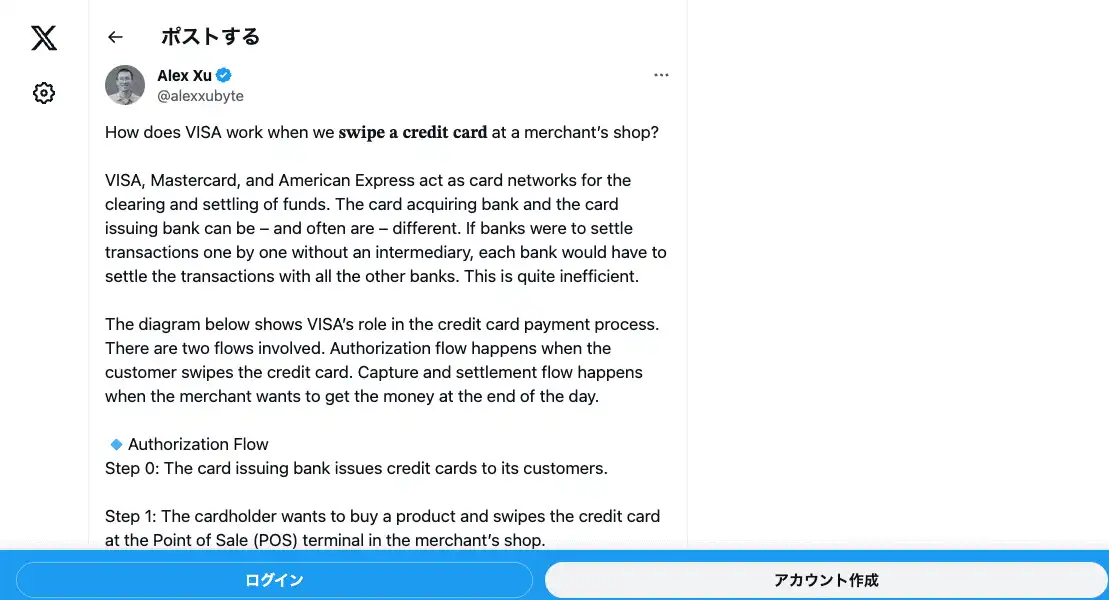 ポストする
Alex Xu
@alexxubyte
How does VISA work when we 𝐬𝐰𝐢𝐩𝐞 𝐚 𝐜𝐫𝐞𝐝𝐢𝐭 𝐜𝐚𝐫𝐝 at a merchant’s shop?
VISA, Mastercard, and American Express act as card networks for the
clearing and settling of funds. The card acquiring bank and the card
issuing bank can be – and often are – different. If banks were to settle
transactions one by one without an intermediary, each bank would have to
settle the transactions with all the other banks. This is quite inefficient.
The diagram below shows VISA’s role in the credit card payment process.
There are two flows involved. Authorization flow happens when the
customer swipes the credit card. Capture and settlement flow happens
when the merchant wants to get the money at the end of the day.
🔹Authorization Flow
Step 0: The card issuing bank issues credit cards to its customers.
Step 1: The cardholder wants to buy a product and swipes the credit card
at the Point of Sale (POS) terminal in the merchant’s shop.
ログイン
アカウント作成